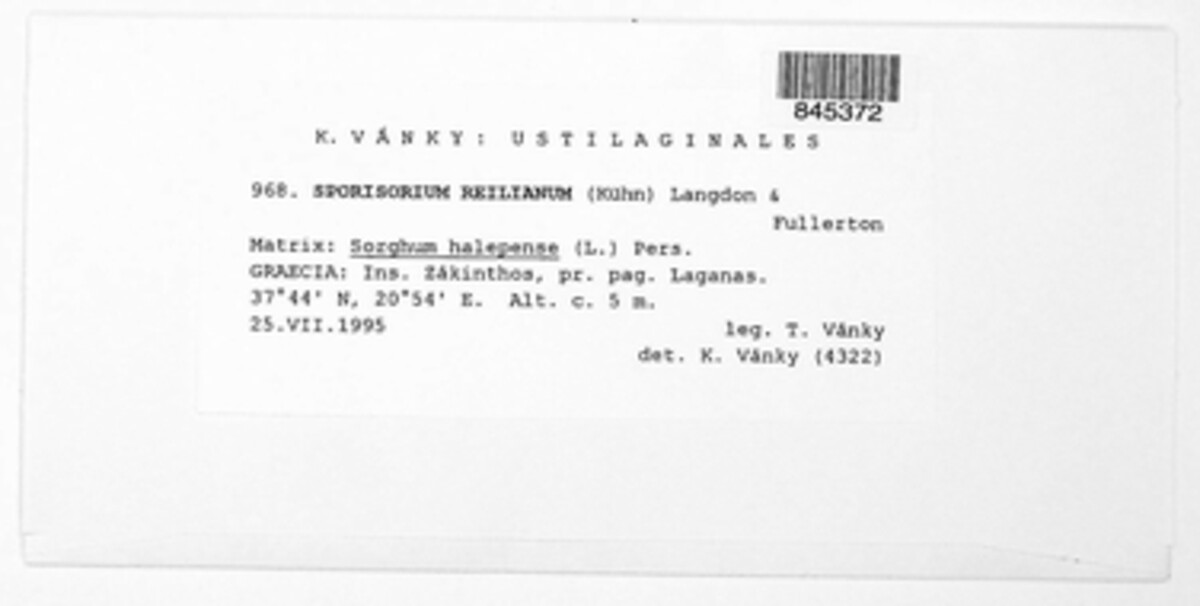 845372
K. VÁNKY: USTILAGINALES
968. SPORISORIUM REILIANUM (Kühn) Langdon &
Fullerton
Matrix: Sorghum halepense (L.) Pers.
GRAECIA: Ins. Zákinthos, pr. pag. Laganas.
37°44' N, 20°54' E. Alt. c. 5 m.
25.VII.1995 leg. T. Vánky
det. K. Vánky (4322)